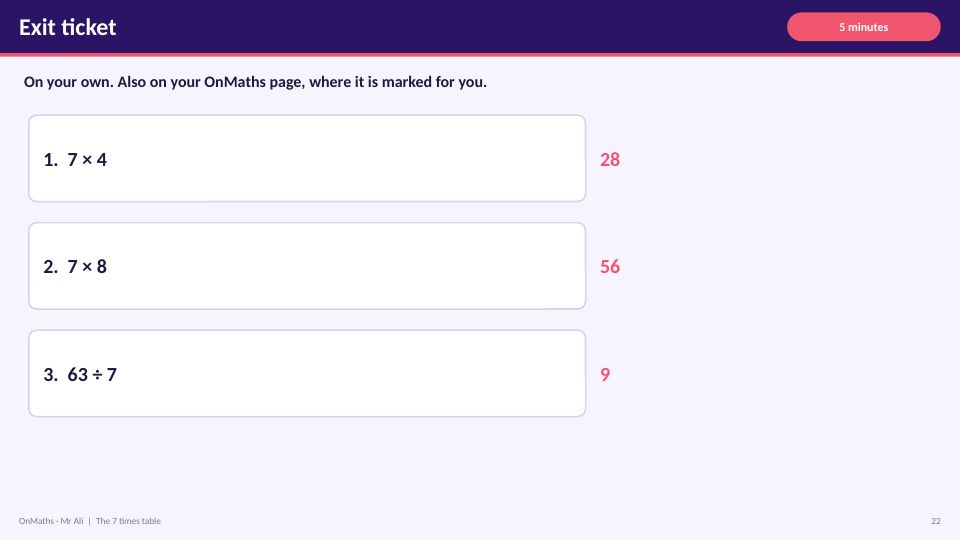 Exit ticket
5 minutes
On your own. Also on your OnMaths page, where it is marked for you.
1. 7 × 4
28
2. 7 × 8
56
3. 63 ÷ 7
9
OnMaths - Mr Ali | The 7 times table
22